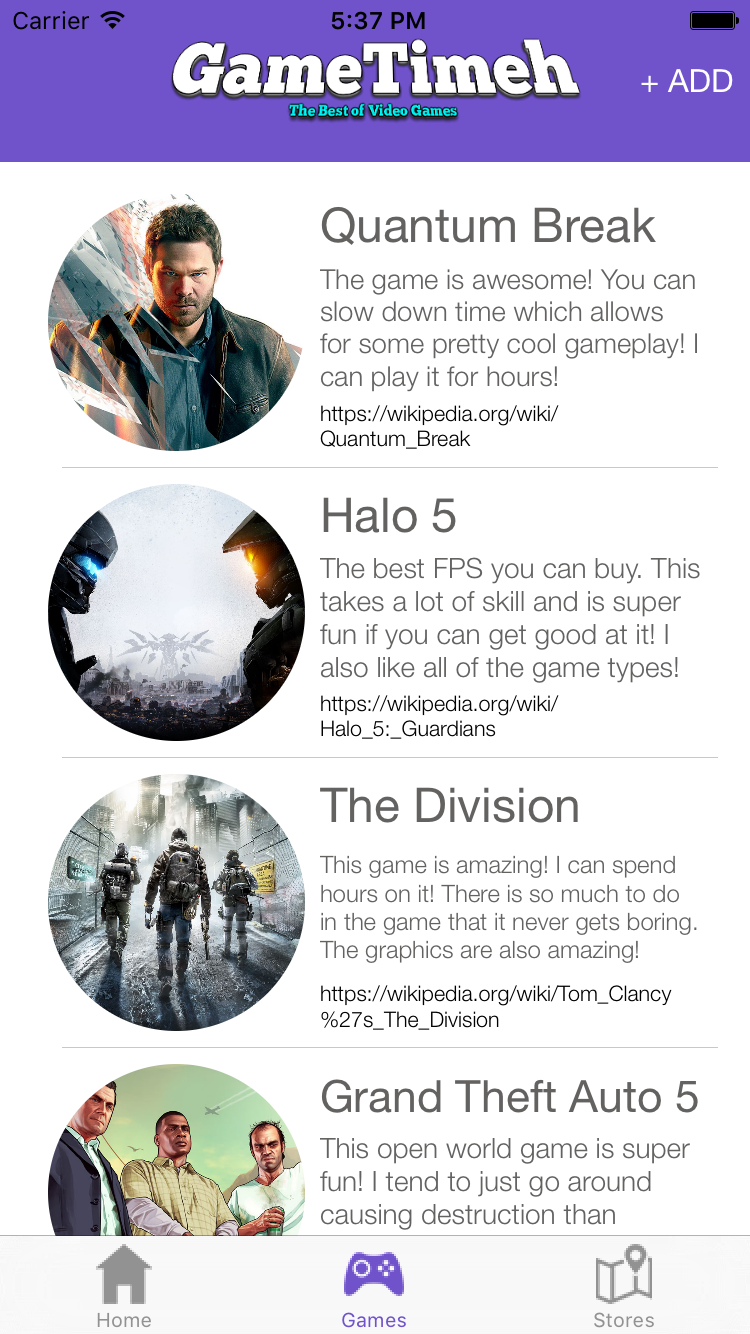 Carrier 5:37 PM
GameTimeh
The Best of Video Games
+ ADD
Quantum Break
The game is awesome! You can
slow down time which allows
for some pretty cool gameplay! I
can play it for hours!
https://wikipedia.org/wiki/
Quantum_Break
Halo 5
The best FPS you can buy. This
takes a lot of skill and is super
fun if you can get good at it! I
also like all of the game types!
https://wikipedia.org/wiki/
Halo_5:_Guardians
The Division
This game is amazing! I can spend
hours on it! There is so much to do
in the game that it never gets boring.
The graphics are also amazing!
https://wikipedia.org/wiki/Tom_Clancy
%27s_The_Division
Grand Theft Auto 5
This open world game is super
fun! I tend to just go around
causing destruction than
Home Games Stores